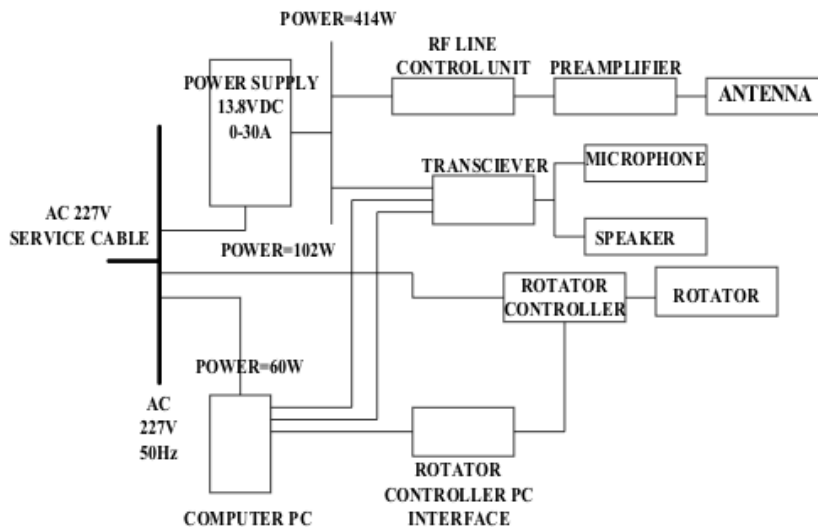 POWER=414W
RF LINE
CONTROL UNIT
PREAMPLIFIER
ANTENNA
POWER SUPPLY
13.8VDC
0-30A
TRANSCIEVER
MICROPHONE
SPEAKER
AC 227V
SERVICE CABLE
POWER=102W
ROTATOR
CONTROLLER
ROTATOR
POWER=60W
AC
227V
50Hz
COMPUTER PC
ROTATOR
CONTROLLER PC
INTERFACE